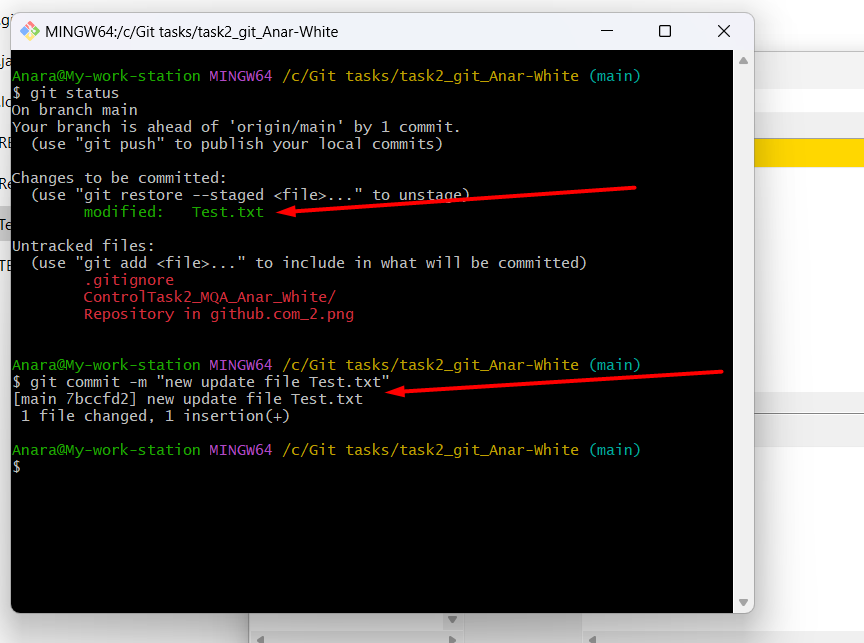 MINGW64:/c/Git tasks/task2_git_Anar-White
Anara@My-work-station MINGW64 /c/Git tasks/task2_git_Anar-White (main)
$ git status
On branch main
Your branch is ahead of 'origin/main' by 1 commit.
  (use "git push" to publish your local commits)
Changes to be committed:
  (use "git restore --staged <file>..." to unstage)
        modified:   Test.txt
Untracked files:
  (use "git add <file>..." to include in what will be committed)
        .gitignore
        ControlTask2_MQA_Anar_White/
        Repository in github.com_2.png
Anara@My-work-station MINGW64 /c/Git tasks/task2_git_Anar-White (main)
$ git commit -m "new update file Test.txt"
[main 7bccfd2] new update file Test.txt
 1 file changed, 1 insertion(+)
Anara@My-work-station MINGW64 /c/Git tasks/task2_git_Anar-White (main)
$